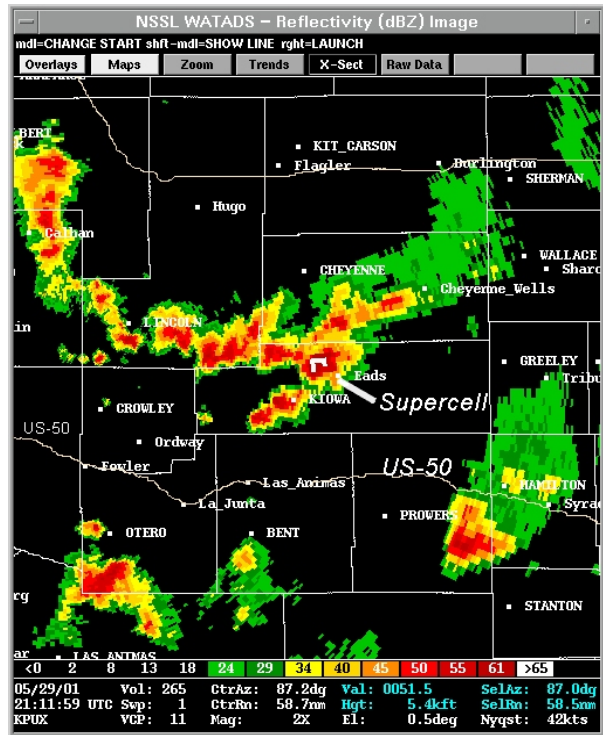 NSSL WATADS – Reflectivity (dBZ) Image
mdl=CHANGE START shft-mdl=SHOW LINE rght=LAUNCH
Overlays Maps Zoom Trends X-Sect Raw Data
BERT
KIT_CARSON
Flagler
Burlington
SHERMAN
Hugo
Calhan
WALLACE
Sharo
CHEYENNE
Cheyenne_Wells
LINCOLN
GREELEY
Tribu
Eads
Supercell
KIOWA
CROWLEY
US-50
Ordway
Fowler
US-50
Las_Animas
HAMILTON
La_Junta
Syra
PROWERS
OTERO
BENT
STANTON
LAS_ANIMAS
<0 2 8 13 18 24 29 34 40 45 50 55 61 >65
05/29/01 Vol: 265 CtrAz: 87.2dg Val: 0051.5 SelAz: 87.0dg
21:11:59 UTC Swp: 1 CtrRn: 58.7nm Hgt: 5.4kft SelRn: 58.5nm
KPUX VCP: 11 Mag: 2X El: 0.5deg Nyqst: 42kts